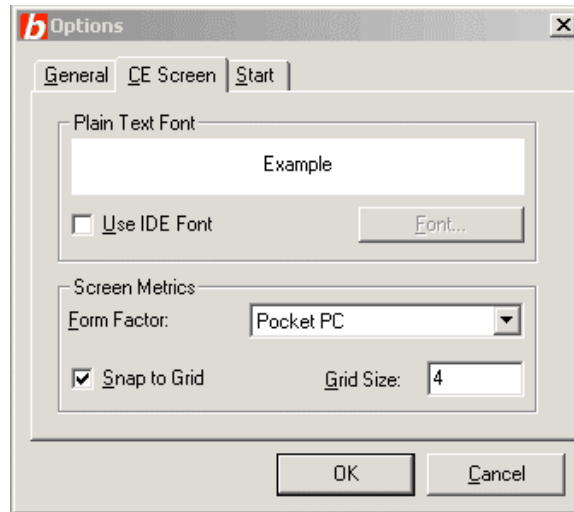 b Options
General CE Screen Start
Plain Text Font
Example
Use IDE Font Font...
Screen Metrics
Form Factor: Pocket PC
Snap to Grid Grid Size: 4
OK Cancel